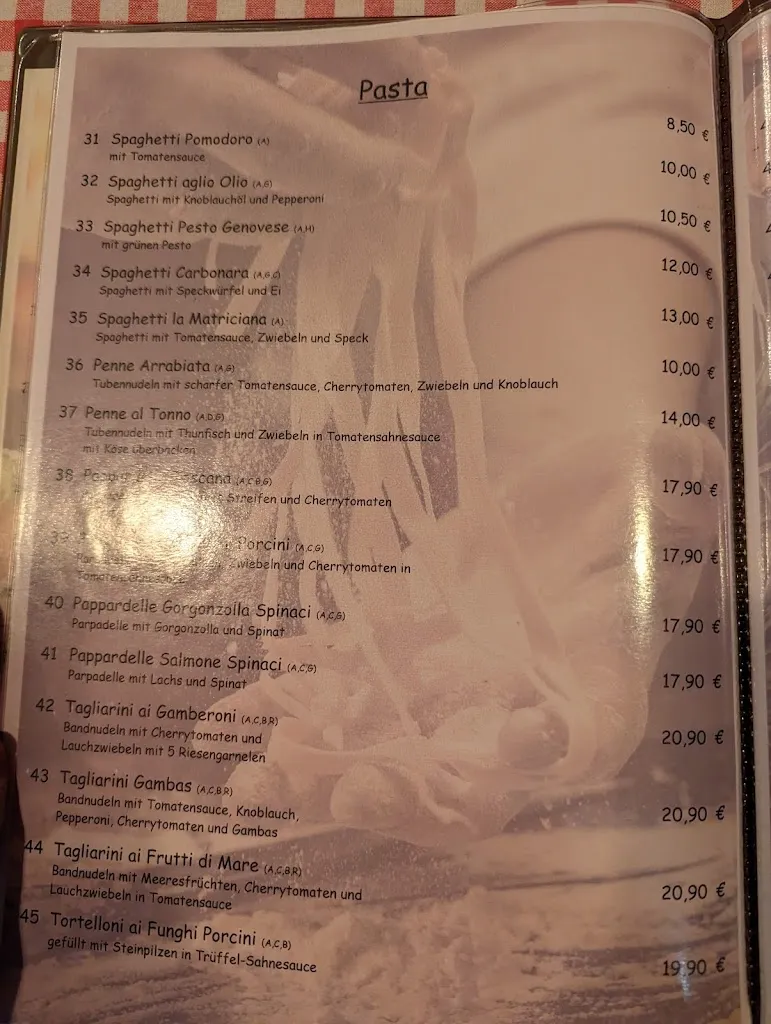 Pasta
31 Spaghetti Pomodoro (A) 8,50 €
mit Tomatensauce
32 Spaghetti aglio Olio (A,G) 10,00 €
Spaghetti mit Knoblauchöl und Pepperoni
33 Spaghetti Pesto Genovese (A,H) 10,50 €
mit grünen Pesto
34 Spaghetti Carbonara (A,G,C) 12,00 €
Spaghetti mit Speckwürfel und Ei
35 Spaghetti la Matriciana (A) 13,00 €
Spaghetti mit Tomatensauce, Zwiebeln und Speck
36 Penne Arrabiata (A,G) 10,00 €
Tubennudeln mit scharfer Tomatensauce, Cherrytomaten, Zwiebeln und Knoblauch
37 Penne al Tonno (A,D,G) 14,00 €
Tubennudeln mit Thunfisch und Zwiebeln in Tomatensahnesauce
mit Käse überbacken
38 (A,C,B,G) 17,90 €
Streifen und Cherrytomaten
39 Porcini (A,C,G) 17,90 €
Zwiebeln und Cherrytomaten in
40 Pappardelle Gorgonzolla Spinaci (A,C,G) 17,90 €
Parpadelle mit Gorgonzolla und Spinat
41 Pappardelle Salmone Spinaci (A,C,G) 17,90 €
Parpadelle mit Lachs und Spinat
42 Tagliarini ai Gamberoni (A,C,B,R) 20,90 €
Bandnudeln mit Cherrytomaten und
Lauchzwiebeln mit 5 Riesengarnelen
43 Tagliarini Gambas (A,C,B,R) 20,90 €
Bandnudeln mit Tomatensauce, Knoblauch,
Pepperoni, Cherrytomaten und Gambas
44 Tagliarini ai Frutti di Mare (A,C,B,R) 20,90 €
Bandnudeln mit Meeresfrüchten, Cherrytomaten und
Lauchzwiebeln in Tomatensauce
45 Tortelloni ai Funghi Porcini (A,C,B) 19,90 €
gefüllt mit Steinpilzen in Trüffel-Sahnesauce